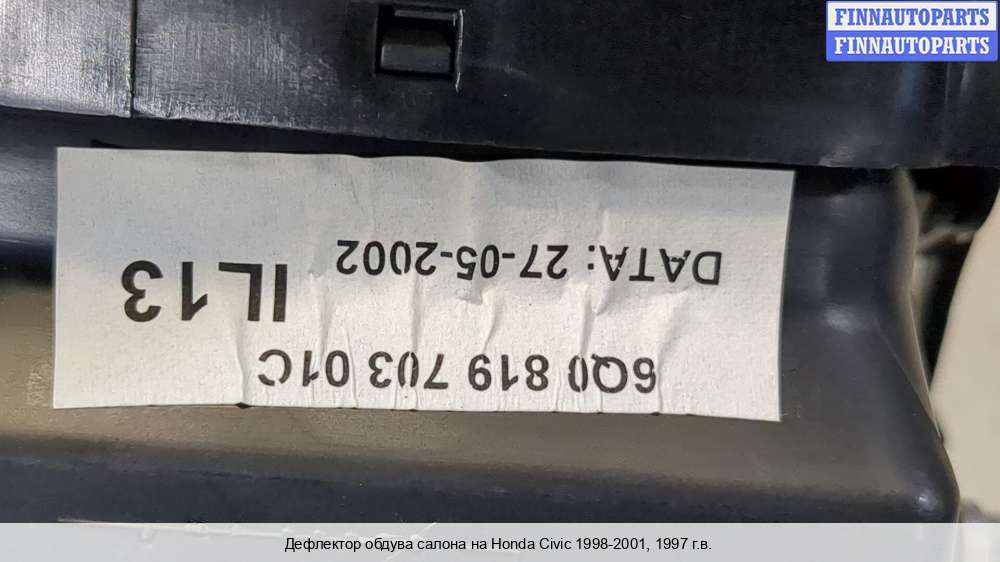 FINNAUTOPARTS
FINNAUTOPARTS
6Q0 819 703 01C
DATA: 27-05-2002
IL13
Дефлектор обдува салона на Honda Civic 1998-2001, 1997 г.в.